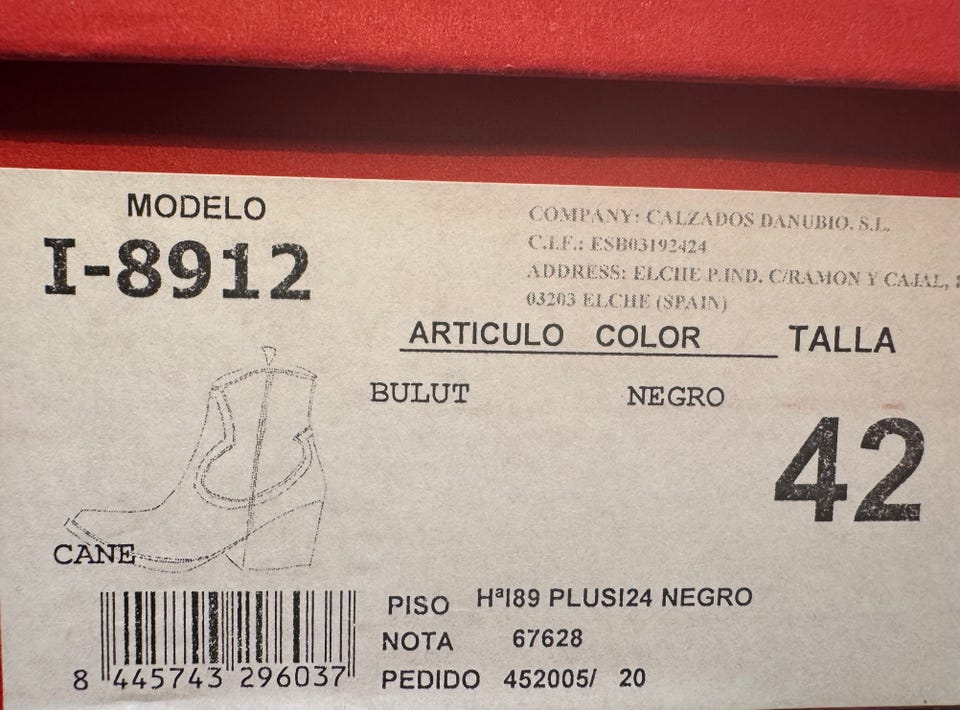 MODELO
I-8912
COMPANY: CALZADOS DANUBIO, S.L.
C.I.F.: ESB03192424
ADDRESS: ELCHE P.IND. C/RAMON Y CAJAL,
03203 ELCHE (SPAIN)
ARTICULO COLOR TALLA
BULUT NEGRO
42
CANE
PISO HªI89 PLUSI24 NEGRO
NOTA 67628
PEDIDO 452005/ 20
8 445743 296037